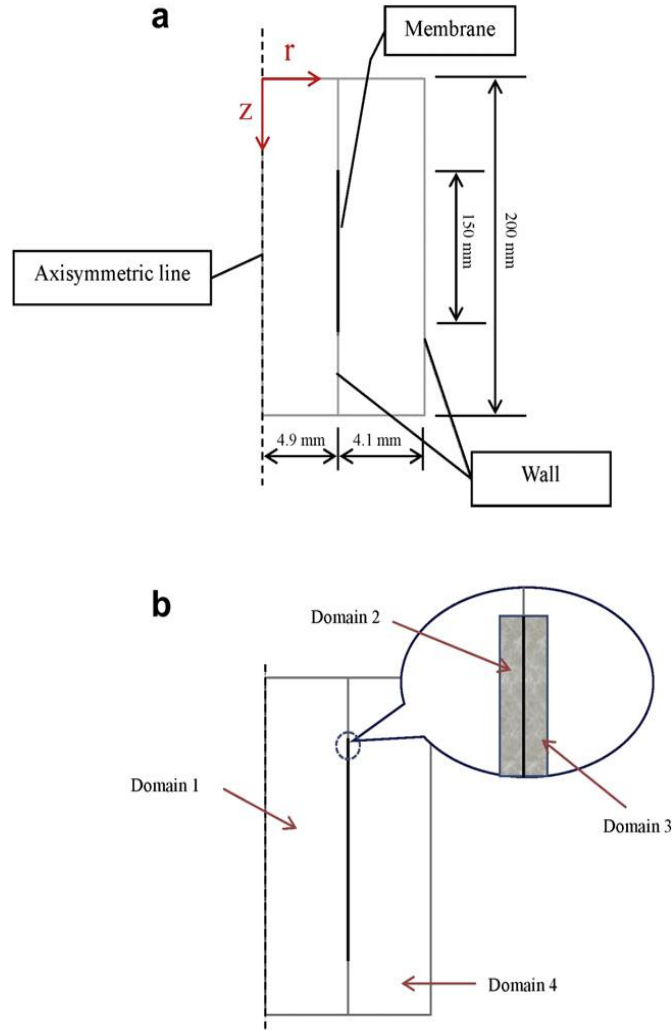 a
Membrane
r
z
150 mm
200 mm
Axisymmetric line
4.9 mm
4.1 mm
Wall
b
Domain 2
Domain 1
Domain 3
Domain 4